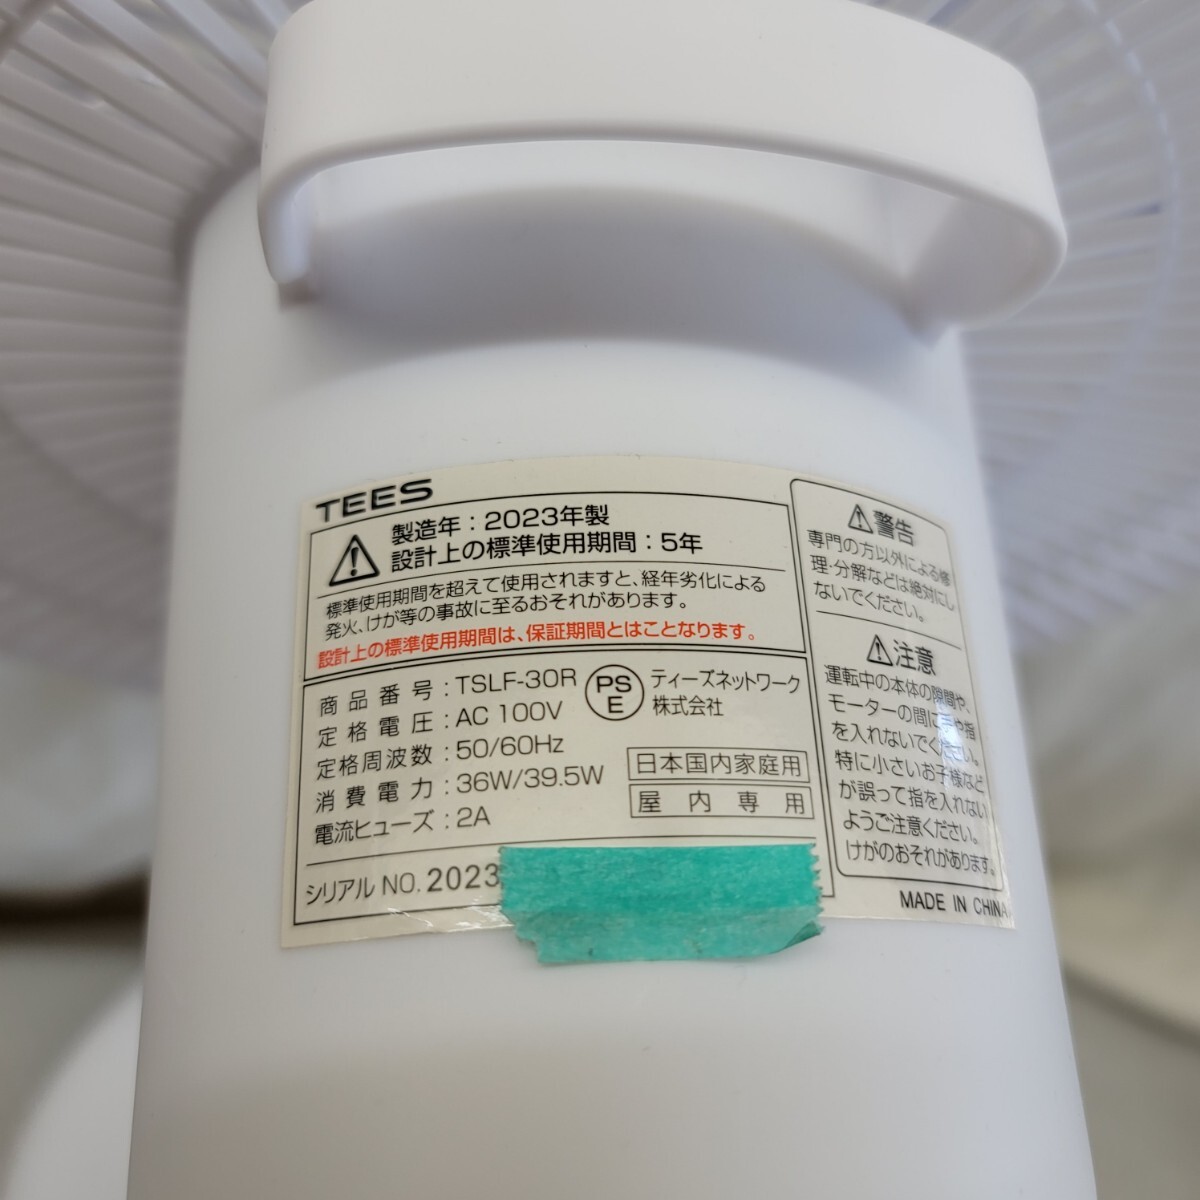 TEES
製造年：2023年製
設計上の標準使用期間：5年
標準使用期間を超えて使用されますと、経年劣化による
発火、けが等の事故に至るおそれがあります。
設計上の標準使用期間は、保証期間とはことなります。
商品番号：TSLF-30R
定格電圧：AC 100V
定格周波数：50/60Hz
消費電力：36W/39.5W
電流ヒューズ：2A
PS
E
ティーズネットワーク
株式会社
日本国内家庭用
屋内専用
シリアルNO. 2023
警告
専門の方以外による修
理・分解などは絶対にし
ないでください。
注意
運転中の本体の隙間や、
モーターの間に手や指
を入れないでください。
特に小さいお子様など
が誤って指を入れない
ようご注意ください。
けがのおそれがあります。
MADE IN CHINA